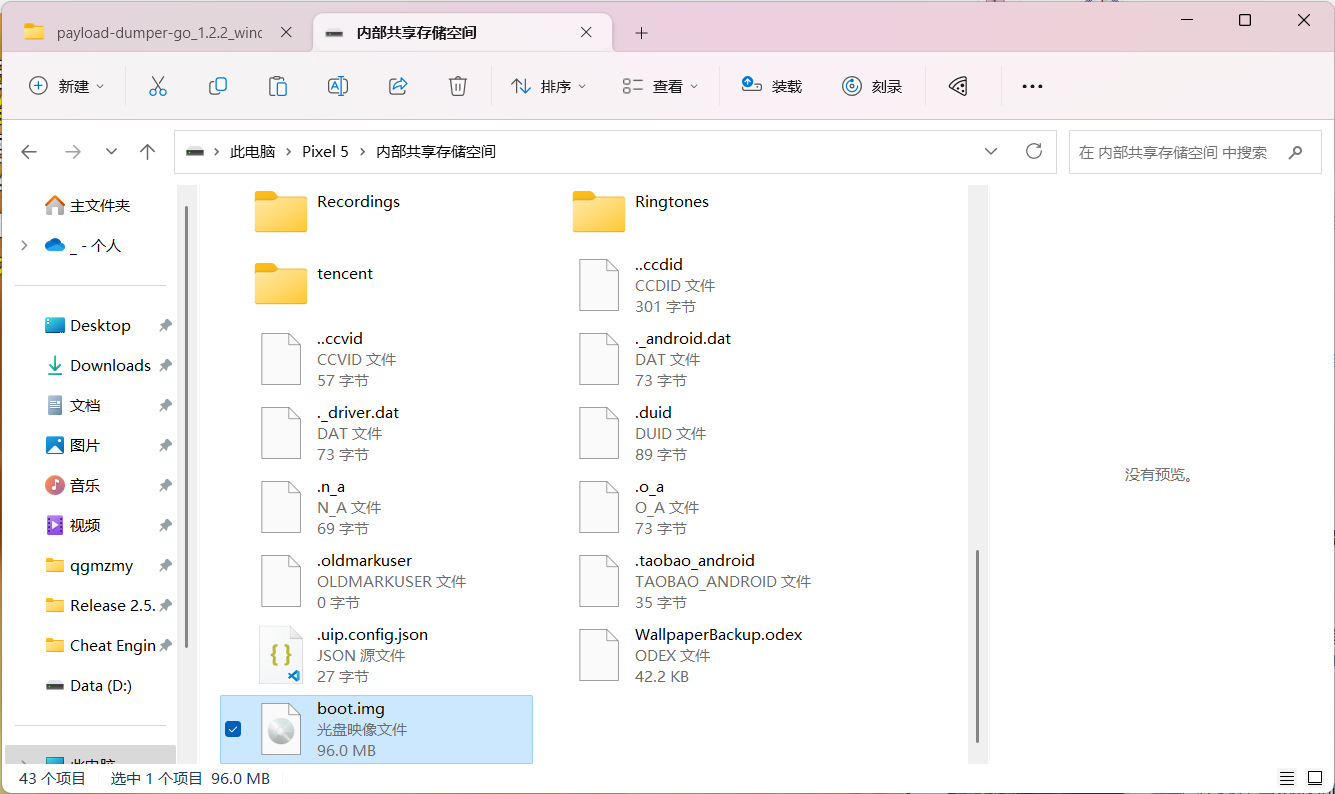 payload-dumper-go_1.2.2_winc
内部共享存储空间
新建
排序
查看
装载
刻录
此电脑 › Pixel 5 › 内部共享存储空间
在 内部共享存储空间 中搜索
主文件夹
_ - 个人
Desktop
Downloads
文档
图片
音乐
视频
qgmzmy
Release 2.5.
Cheat Engin
Data (D:)
此电脑
Recordings
Ringtones
tencent
..ccdid
CCDID 文件
301 字节
..ccvid
CCVID 文件
57 字节
._android.dat
DAT 文件
73 字节
._driver.dat
DAT 文件
73 字节
.duid
DUID 文件
89 字节
.n_a
N_A 文件
69 字节
.o_a
O_A 文件
73 字节
.oldmarkuser
OLDMARKUSER 文件
0 字节
.taobao_android
TAOBAO_ANDROID 文件
35 字节
.uip.config.json
JSON 源文件
27 字节
WallpaperBackup.odex
ODEX 文件
42.2 KB
boot.img
光盘映像文件
96.0 MB
没有预览。
43 个项目
选中 1 个项目 96.0 MB